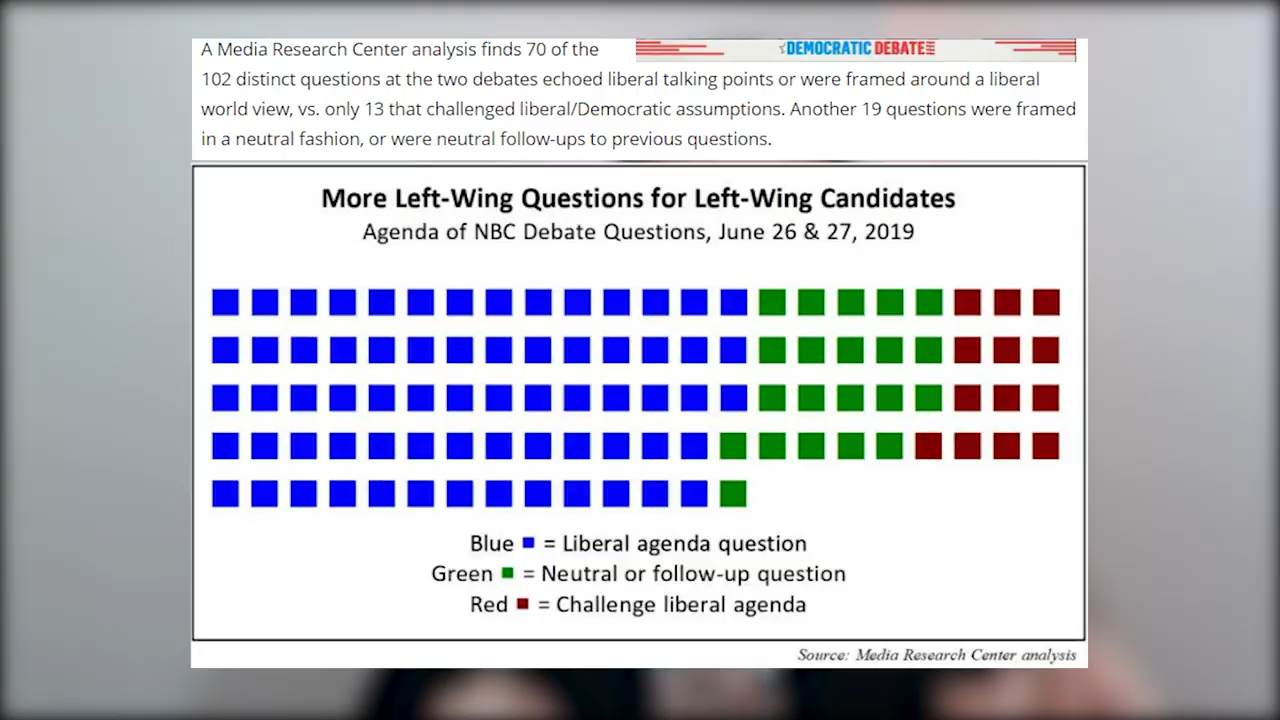 A Media Research Center analysis finds 70 of the
DEMOCRATIC DEBATE
102 distinct questions at the two debates echoed liberal talking points or were framed around a liberal
world view, vs. only 13 that challenged liberal/Democratic assumptions. Another 19 questions were framed
in a neutral fashion, or were neutral follow-ups to previous questions.
More Left-Wing Questions for Left-Wing Candidates
Agenda of NBC Debate Questions, June 26 & 27, 2019
Blue = Liberal agenda question
Green = Neutral or follow-up question
Red = Challenge liberal agenda
Source: Media Research Center analysis